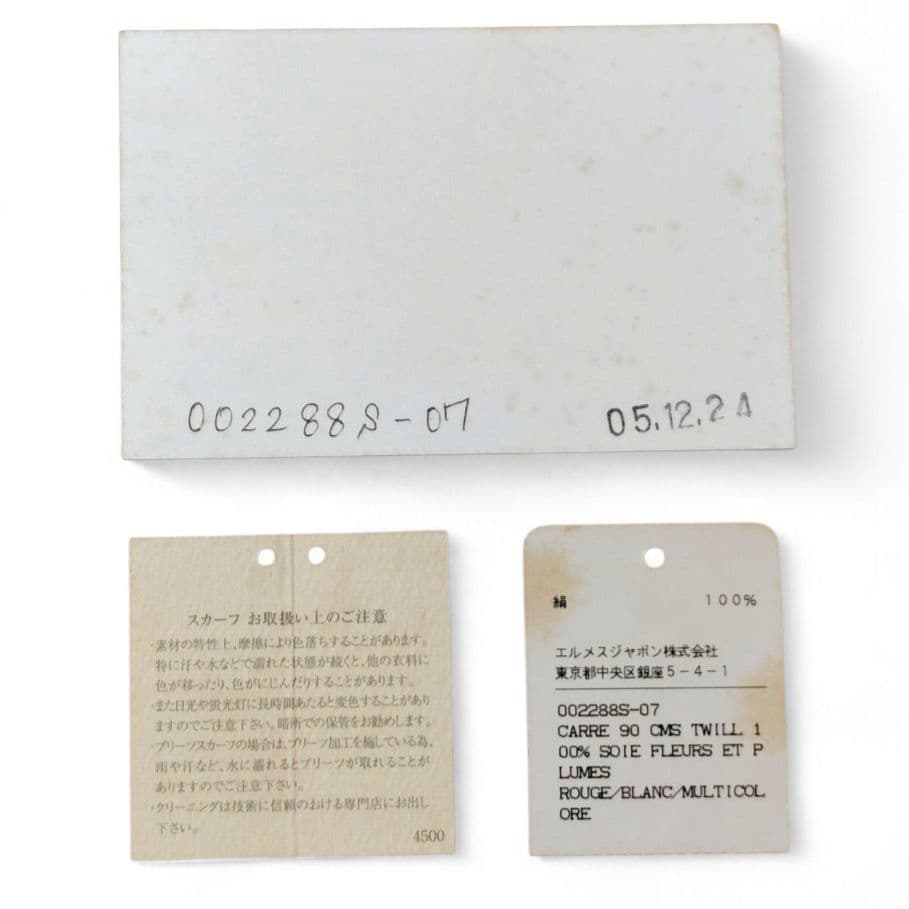 002288S-07
05.12.24
スカーフ お取扱い上のご注意
・素材の特性上、摩擦により色落ちすることがあります。
特に汗や水などで濡れた状態が続くと、他の衣料に
色が移ったり、色がにじんだりすることがあります。
・また日光や蛍光灯に長時間あたると変色することがあり
ますのでご注意下さい。暗所での保管をお勧めします。
・プリーツスカーフの場合は、プリーツ加工を施している為、
雨や汗など、水に濡れるとプリーツが取れることが
ありますのでご注意下さい。
・クリーニングは技術に信頼のおける専門店にお出し
下さい。
4500
絹 100%
エルメスジャポン株式会社
東京都中央区銀座5-4-1
002288S-07
CARRE 90 CMS TWILL 1
00% SOIE FLEURS ET P
LUMES
ROUGE/BLANC/MULTICOL
ORE